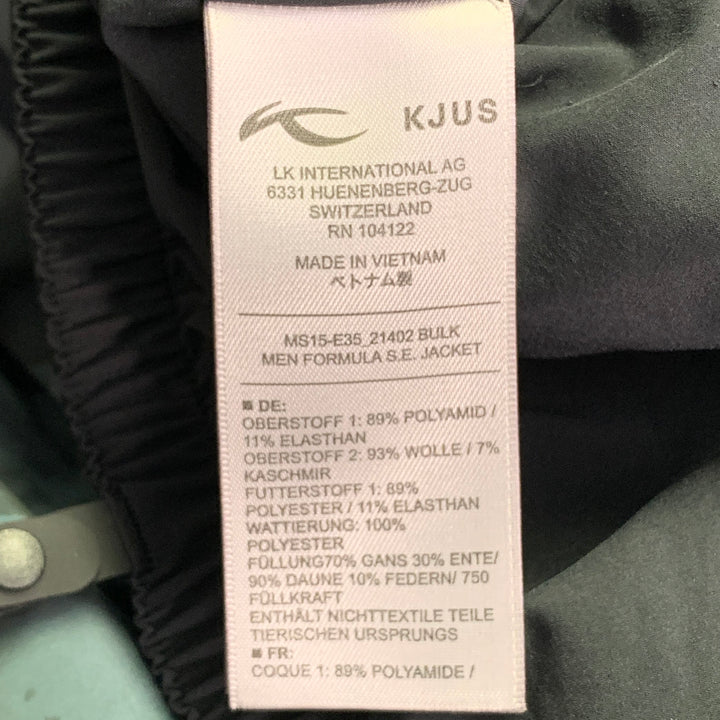 KJUS
LK INTERNATIONAL AG
6331 HUENENBERG-ZUG
SWITZERLAND
RN 104122
MADE IN VIETNAM
ベトナム製
MS15-E35_21402 BULK
MEN FORMULA S.E. JACKET
DE:
OBERSTOFF 1: 89% POLYAMID /
11% ELASTHAN
OBERSTOFF 2: 93% WOLLE / 7%
KASCHMIR
FUTTERSTOFF 1: 89%
POLYESTER / 11% ELASTHAN
WATTIERUNG: 100%
POLYESTER
FÜLLUNG70% GANS 30% ENTE/
90% DAUNE 10% FEDERN/ 750
FÜLLKRAFT
ENTHÄLT NICHTTEXTILE TEILE
TIERISCHEN URSPRUNGS
FR:
COQUE 1: 89% POLYAMIDE /